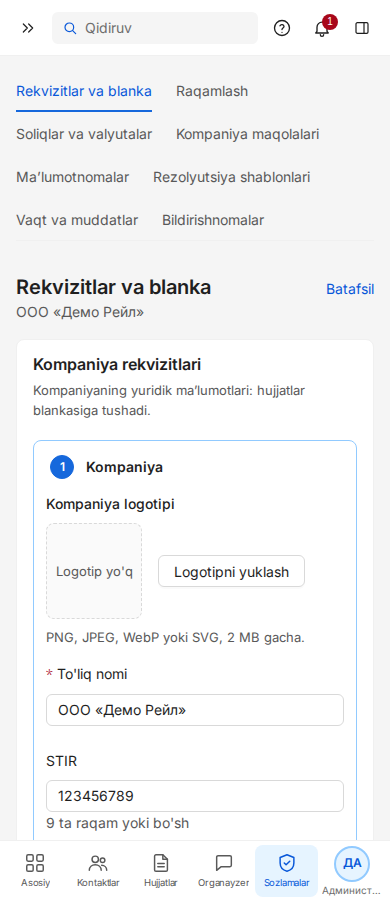 Qidiruv
1
Rekvizitlar va blanka
Raqamlash
Soliqlar va valyutalar
Kompaniya maqolalari
Ma’lumotnomalar
Rezolyutsiya shablonlari
Vaqt va muddatlar
Bildirishnomalar
Rekvizitlar va blanka
Batafsil
ООО «Демо Рейл»
Kompaniya rekvizitlari
Kompaniyaning yuridik ma’lumotlari: hujjatlar
blankasiga tushadi.
1 Kompaniya
Kompaniya logotipi
Logotip yo'q
Logotipni yuklash
PNG, JPEG, WebP yoki SVG, 2 MB gacha.
* To'liq nomi
ООО «Демо Рейл»
STIR
123456789
9 ta raqam yoki bo'sh
Asosiy
Kontaktlar
Hujjatlar
Organayzer
Sozlamalar
ДА
Админист...